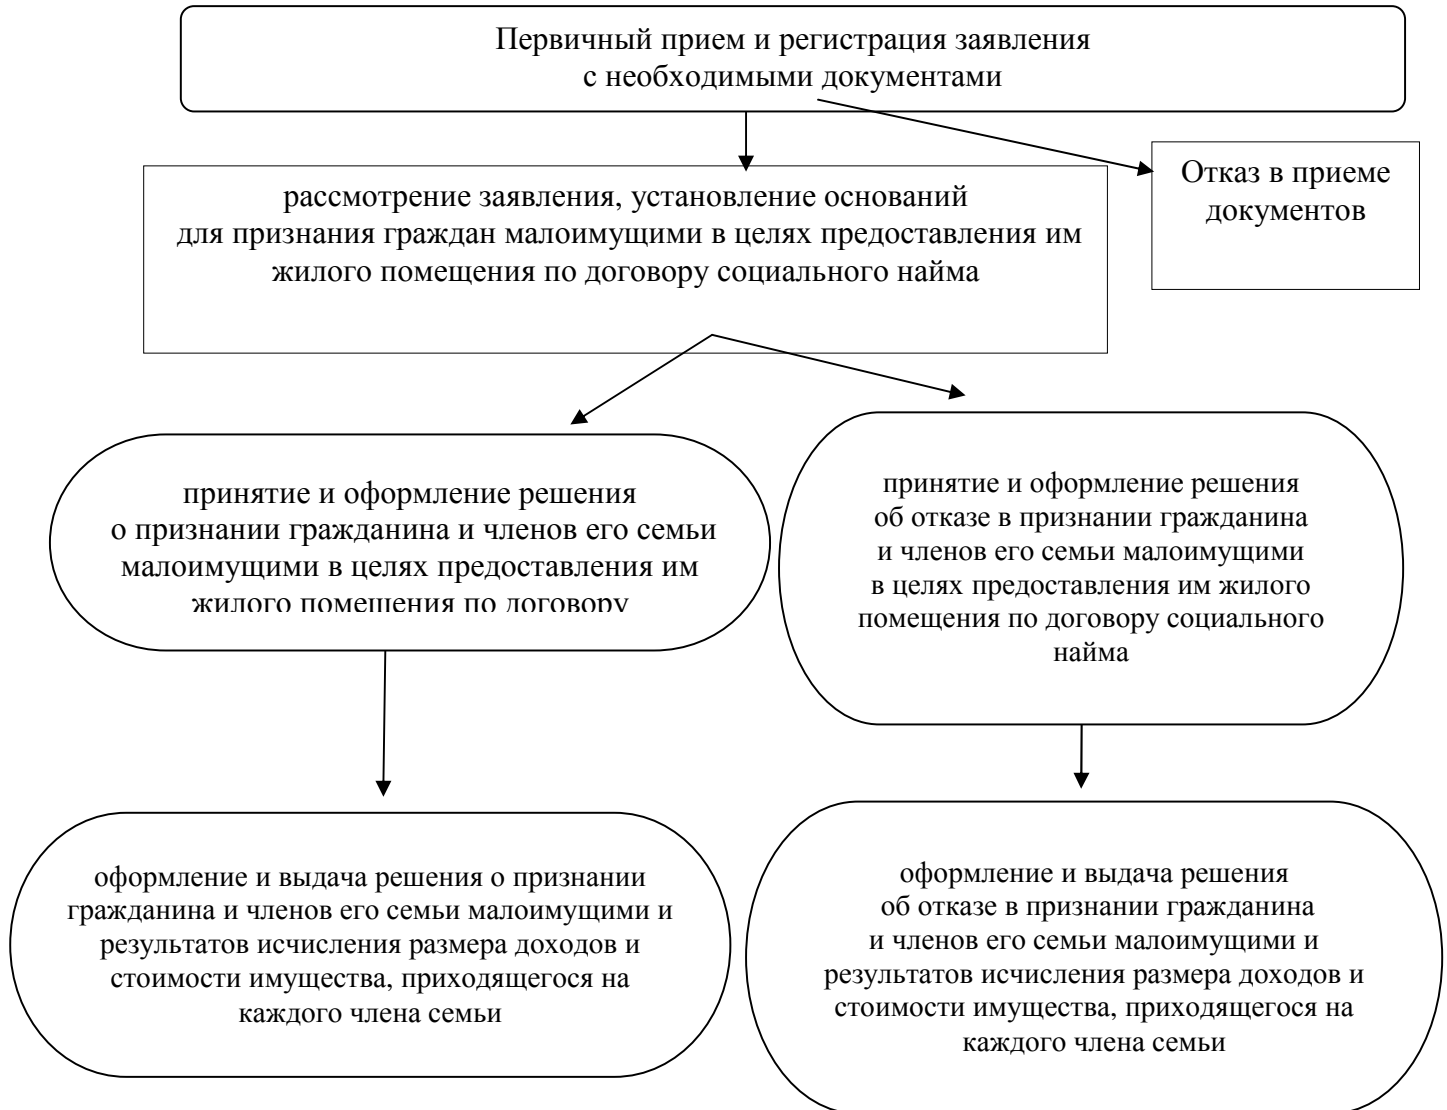 Первичный прием и регистрация заявления
с необходимыми документами
Отказ в приеме
документов
рассмотрение заявления, установление оснований
для признания граждан малоимущими в целях предоставления им
жилого помещения по договору социального найма
принятие и оформление решения
о признании гражданина и членов его семьи
малоимущими в целях предоставления им
жилого помещения по договору
принятие и оформление решения
об отказе в признании гражданина
и членов его семьи малоимущими
в целях предоставления им жилого
помещения по договору социального
найма
оформление и выдача решения о признании
гражданина и членов его семьи малоимущими и
результатов исчисления размера доходов и
стоимости имущества, приходящегося на
каждого члена семьи
оформление и выдача решения
об отказе в признании гражданина
и членов его семьи малоимущими и
результатов исчисления размера доходов и
стоимости имущества, приходящегося на
каждого члена семьи